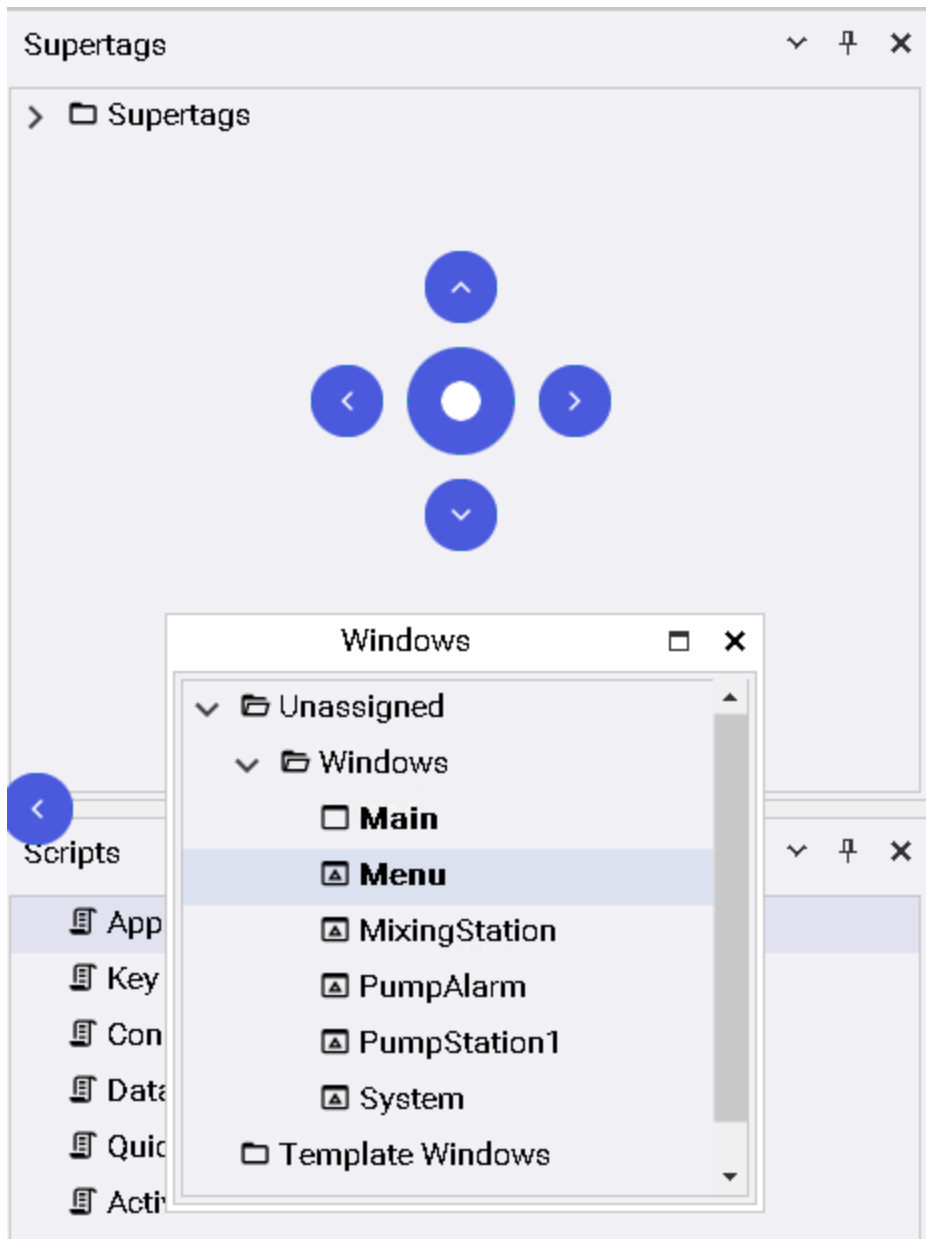 Supertags
Supertags
Windows
Unassigned
Windows
Main
Menu
MixingStation
PumpAlarm
PumpStation1
System
Template Windows
Scripts
App
Key
Con
Data
Quic